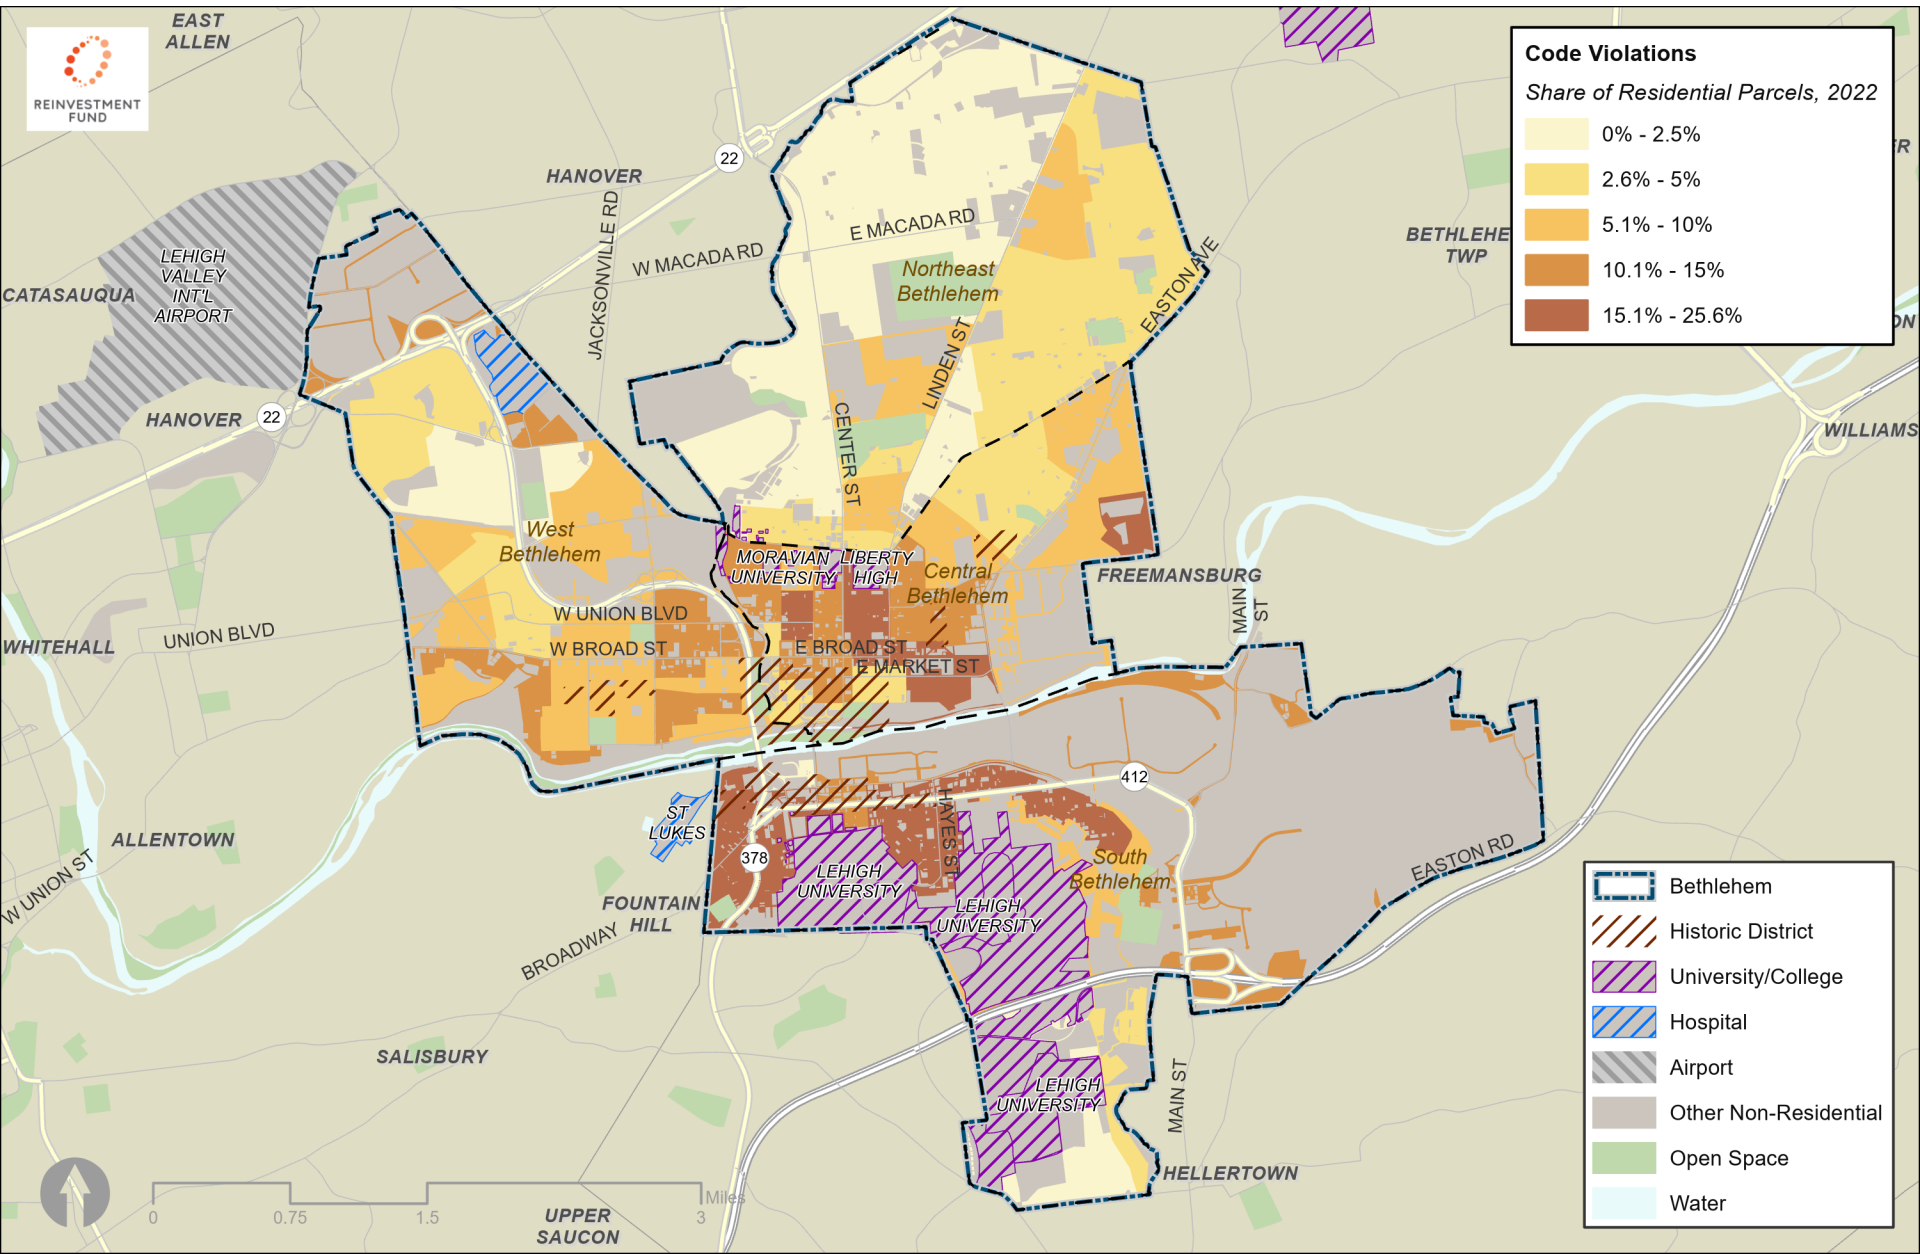 EAST
ALLEN
REINVESTMENT
FUND
Code Violations
Share of Residential Parcels, 2022
0% - 2.5%
2.6% - 5%
5.1% - 10%
10.1% - 15%
15.1% - 25.6%
22
HANOVER
JACKSONVILLE RD
W MACADA RD
E MACADA RD
LEHIGH
VALLEY
INT'L
AIRPORT
CATASAUQUA
Northeast
Bethlehem
LINDEN ST
EASTON AVE
BETHLEHE
TWP
ER
ON
HANOVER
22
CENTER ST
WILLIAMS
West
Bethlehem
MORAVIAN
UNIVERSITY
LIBERTY
HIGH
Central
Bethlehem
FREEMANSBURG
MAIN
ST
WHITEHALL
UNION BLVD
W UNION BLVD
W BROAD ST
E BROAD ST
E MARKET ST
412
ST
LUKES
HAYES ST
378
ALLENTOWN
W UNION ST
LEHIGH
UNIVERSITY
South
Bethlehem
EASTON RD
FOUNTAIN
HILL
BROADWAY
LEHIGH
UNIVERSITY
SALISBURY
LEHIGH
UNIVERSITY
MAIN ST
HELLERTOWN
UPPER
SAUCON
0
0.75
1.5
3
Miles
Bethlehem
Historic District
University/College
Hospital
Airport
Other Non-Residential
Open Space
Water